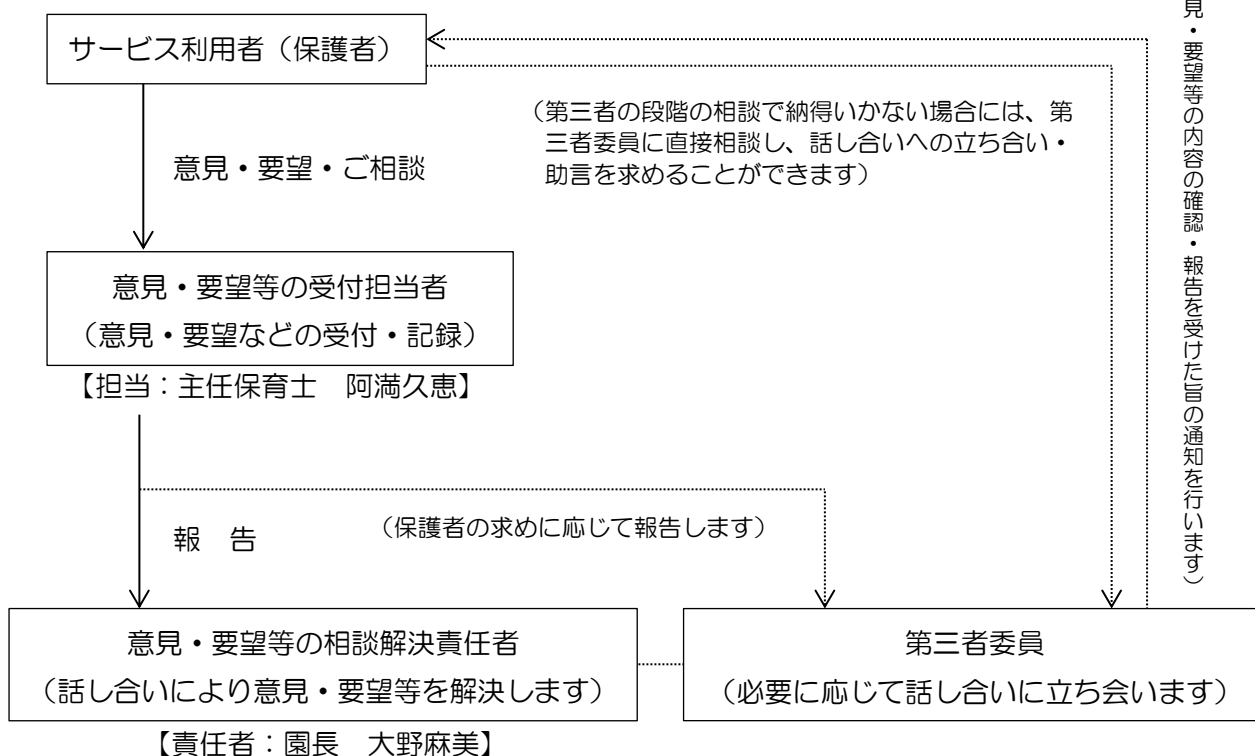 サービス利用者（保護者）
（第三者の段階の相談で納得いかない場合には、第
三者委員に直接相談し、話し合いへの立ち合い・
助言を求めることができます）
意見・要望・ご相談
意見・要望等の受付担当者
（意見・要望などの受付・記録）
【担当：主任保育士　阿満久恵】
報　告
（保護者の求めに応じて報告します）
意見・要望等の相談解決責任者
（話し合いにより意見・要望等を解決します）
【責任者：園長　大野麻美】
第三者委員
（必要に応じて話し合いに立ち会います）
見・要望等の内容の確認・報告を受けた旨の通知を行います）